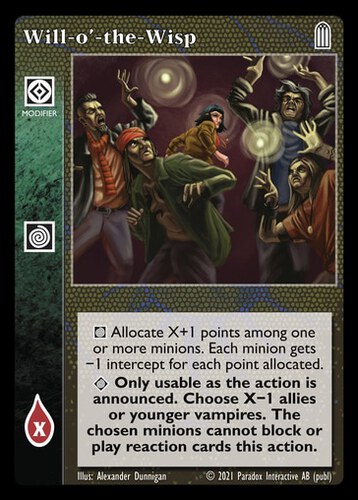 Will-o'-the-Wisp
MODIFIER
Allocate X+1 points among one
or more minions. Each minion gets
−1 intercept for each point allocated.
Only usable as the action is
announced. Choose X−1 allies
or younger vampires. The
chosen minions cannot block or
play reaction cards this action.
X
Illus: Alexander Dunnigan © 2021 Paradox Interactive AB (publ)